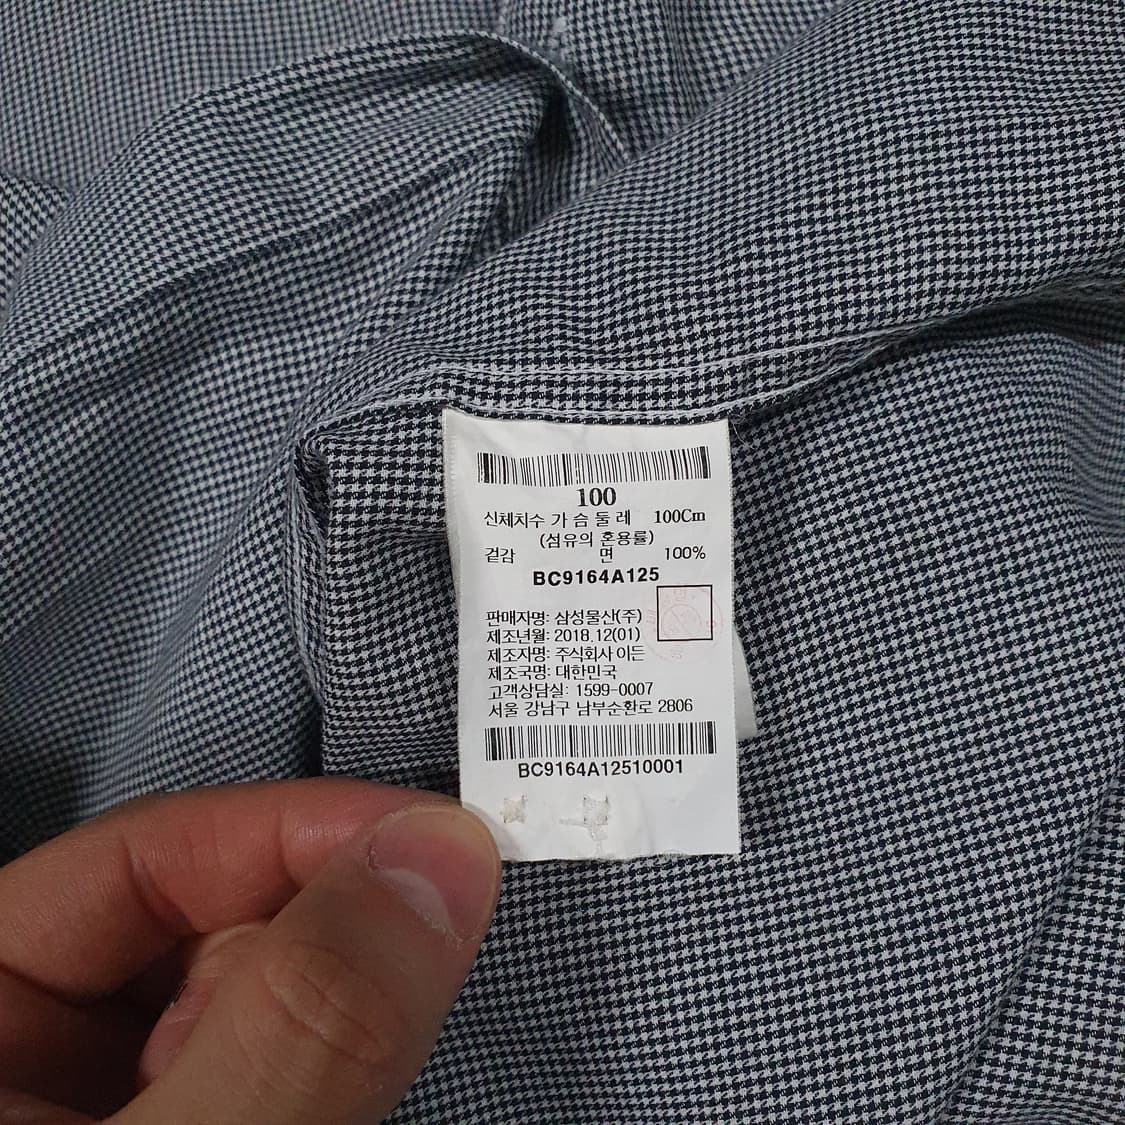 100
신체치수 가 슴 둘 레 100Cm
(섬유의 혼용률)
겉감 면 100%
BC9164A125
판매자명: 삼성물산(주)
제조년월: 2018.12(01)
제조자명: 주식회사 이든
제조국명: 대한민국
고객상담실: 1599-0007
서울 강남구 남부순환로 2806
BC9164A12510001